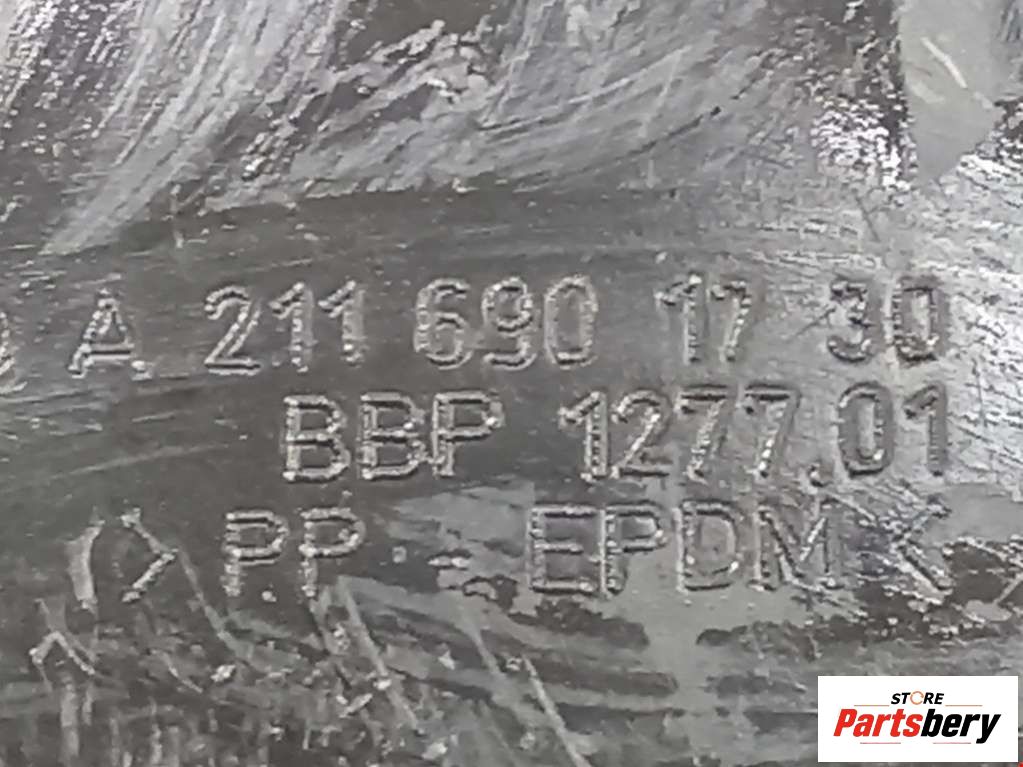 A 211 690 17 30
BBP 1277.01
>PP - EPDM<
STORE
Partsbery